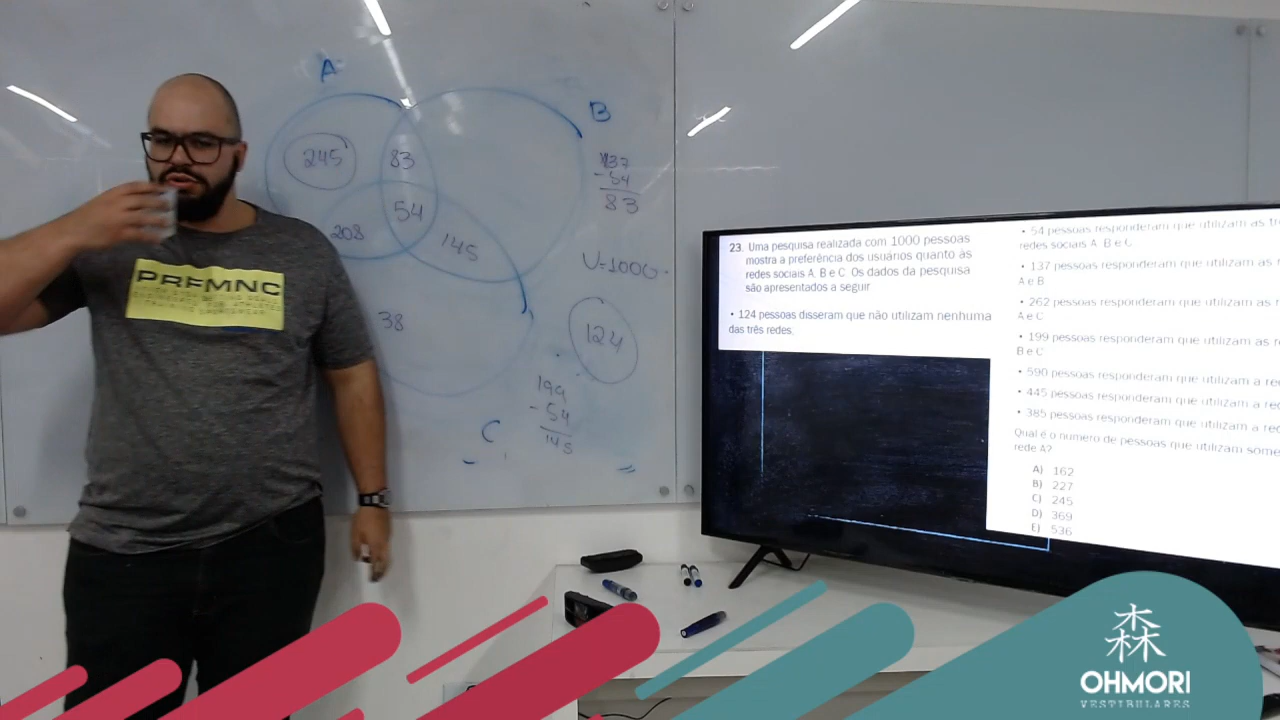 A
B
245
83
137
- 54
83
54
208
145
U=1000
38
124
199
- 54
145
C
PRFMNC
23. Uma pesquisa realizada com 1000 pessoas
mostra a preferência dos usuários quanto às
redes sociais A, B e C. Os dados da pesquisa
são apresentados a seguir
• 124 pessoas disseram que não utilizam nenhuma
das três redes.
• 54 pessoas responderam que utilizam as
redes sociais A, B e C
• 137 pessoas responderam que utilizam as
A e B
• 262 pessoas responderam que utilizam as
A e C
• 199 pessoas responderam que utilizam as
B e C
• 590 pessoas responderam que utilizam a
• 445 pessoas responderam que utilizam a
• 385 pessoas responderam que utilizam a
Qual é o número de pessoas que utilizam
rede A?
A) 162
B) 227
C) 245
D) 369
E) 536
森
林
OHMORI
VESTIBULARES